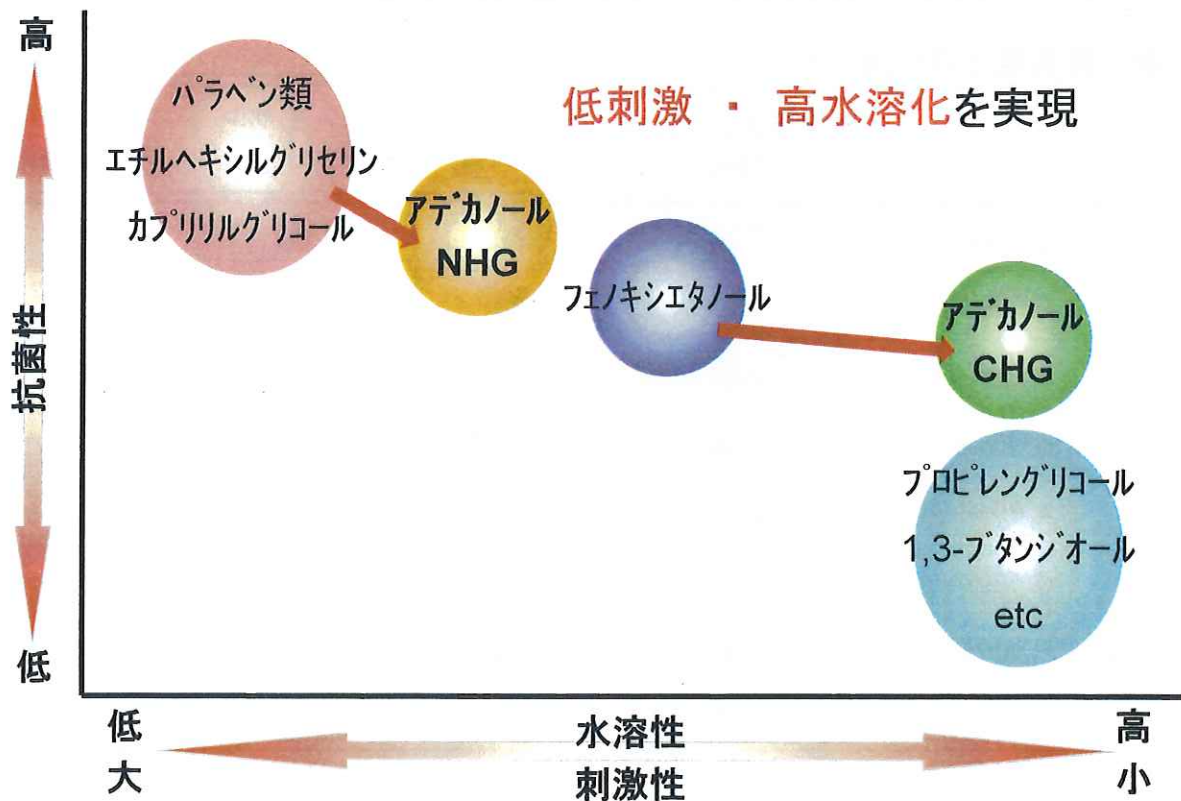 高
抗菌性
低
パラベン類
エチルヘキシルグリセリン
カプリリルグリコール
低刺激 ・ 高水溶化を実現
アデカノール
NHG
フェノキシエタノール
アデカノール
CHG
プロピレングリコール
1,3-ブタンジオール
etc
低
水溶性
高
大
刺激性
小